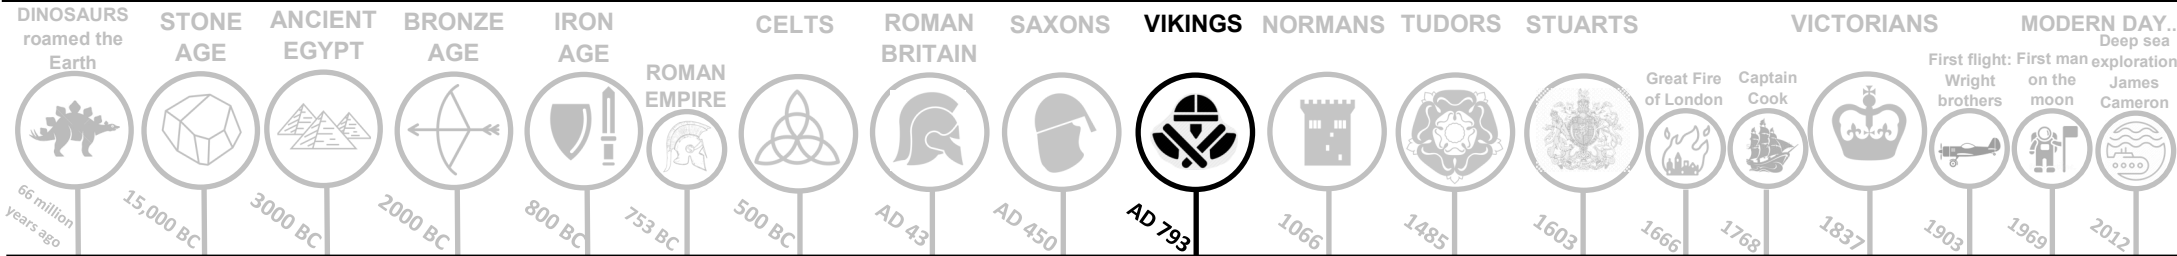 DINOSAURS
roamed the
Earth
66 million
years ago
STONE
AGE
15,000 BC
ANCIENT
EGYPT
3000 BC
BRONZE
AGE
2000 BC
IRON
AGE
800 BC
ROMAN
EMPIRE
753 BC
CELTS
500 BC
ROMAN
BRITAIN
AD 43
SAXONS
AD 450
VIKINGS
AD 793
NORMANS
1066
TUDORS
1485
STUARTS
1603
Great Fire
of London
1666
Captain
Cook
1768
VICTORIANS
1837
First flight:
Wright
brothers
1903
MODERN DAY..
First man
on the
moon
1969
Deep sea
exploration
James
Cameron
2012